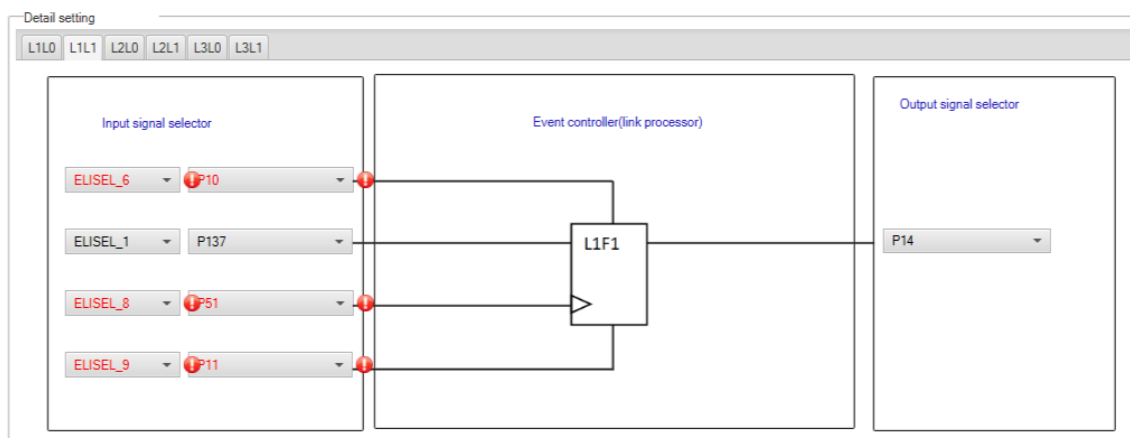 Detail setting
L1L0 L1L1 L2L0 L2L1 L3L0 L3L1
Input signal selector
Event controller(link processor)
Output signal selector
ELISEL_6 P10
ELISEL_1 P137
L1F1
P14
ELISEL_8 P51
ELISEL_9 P11